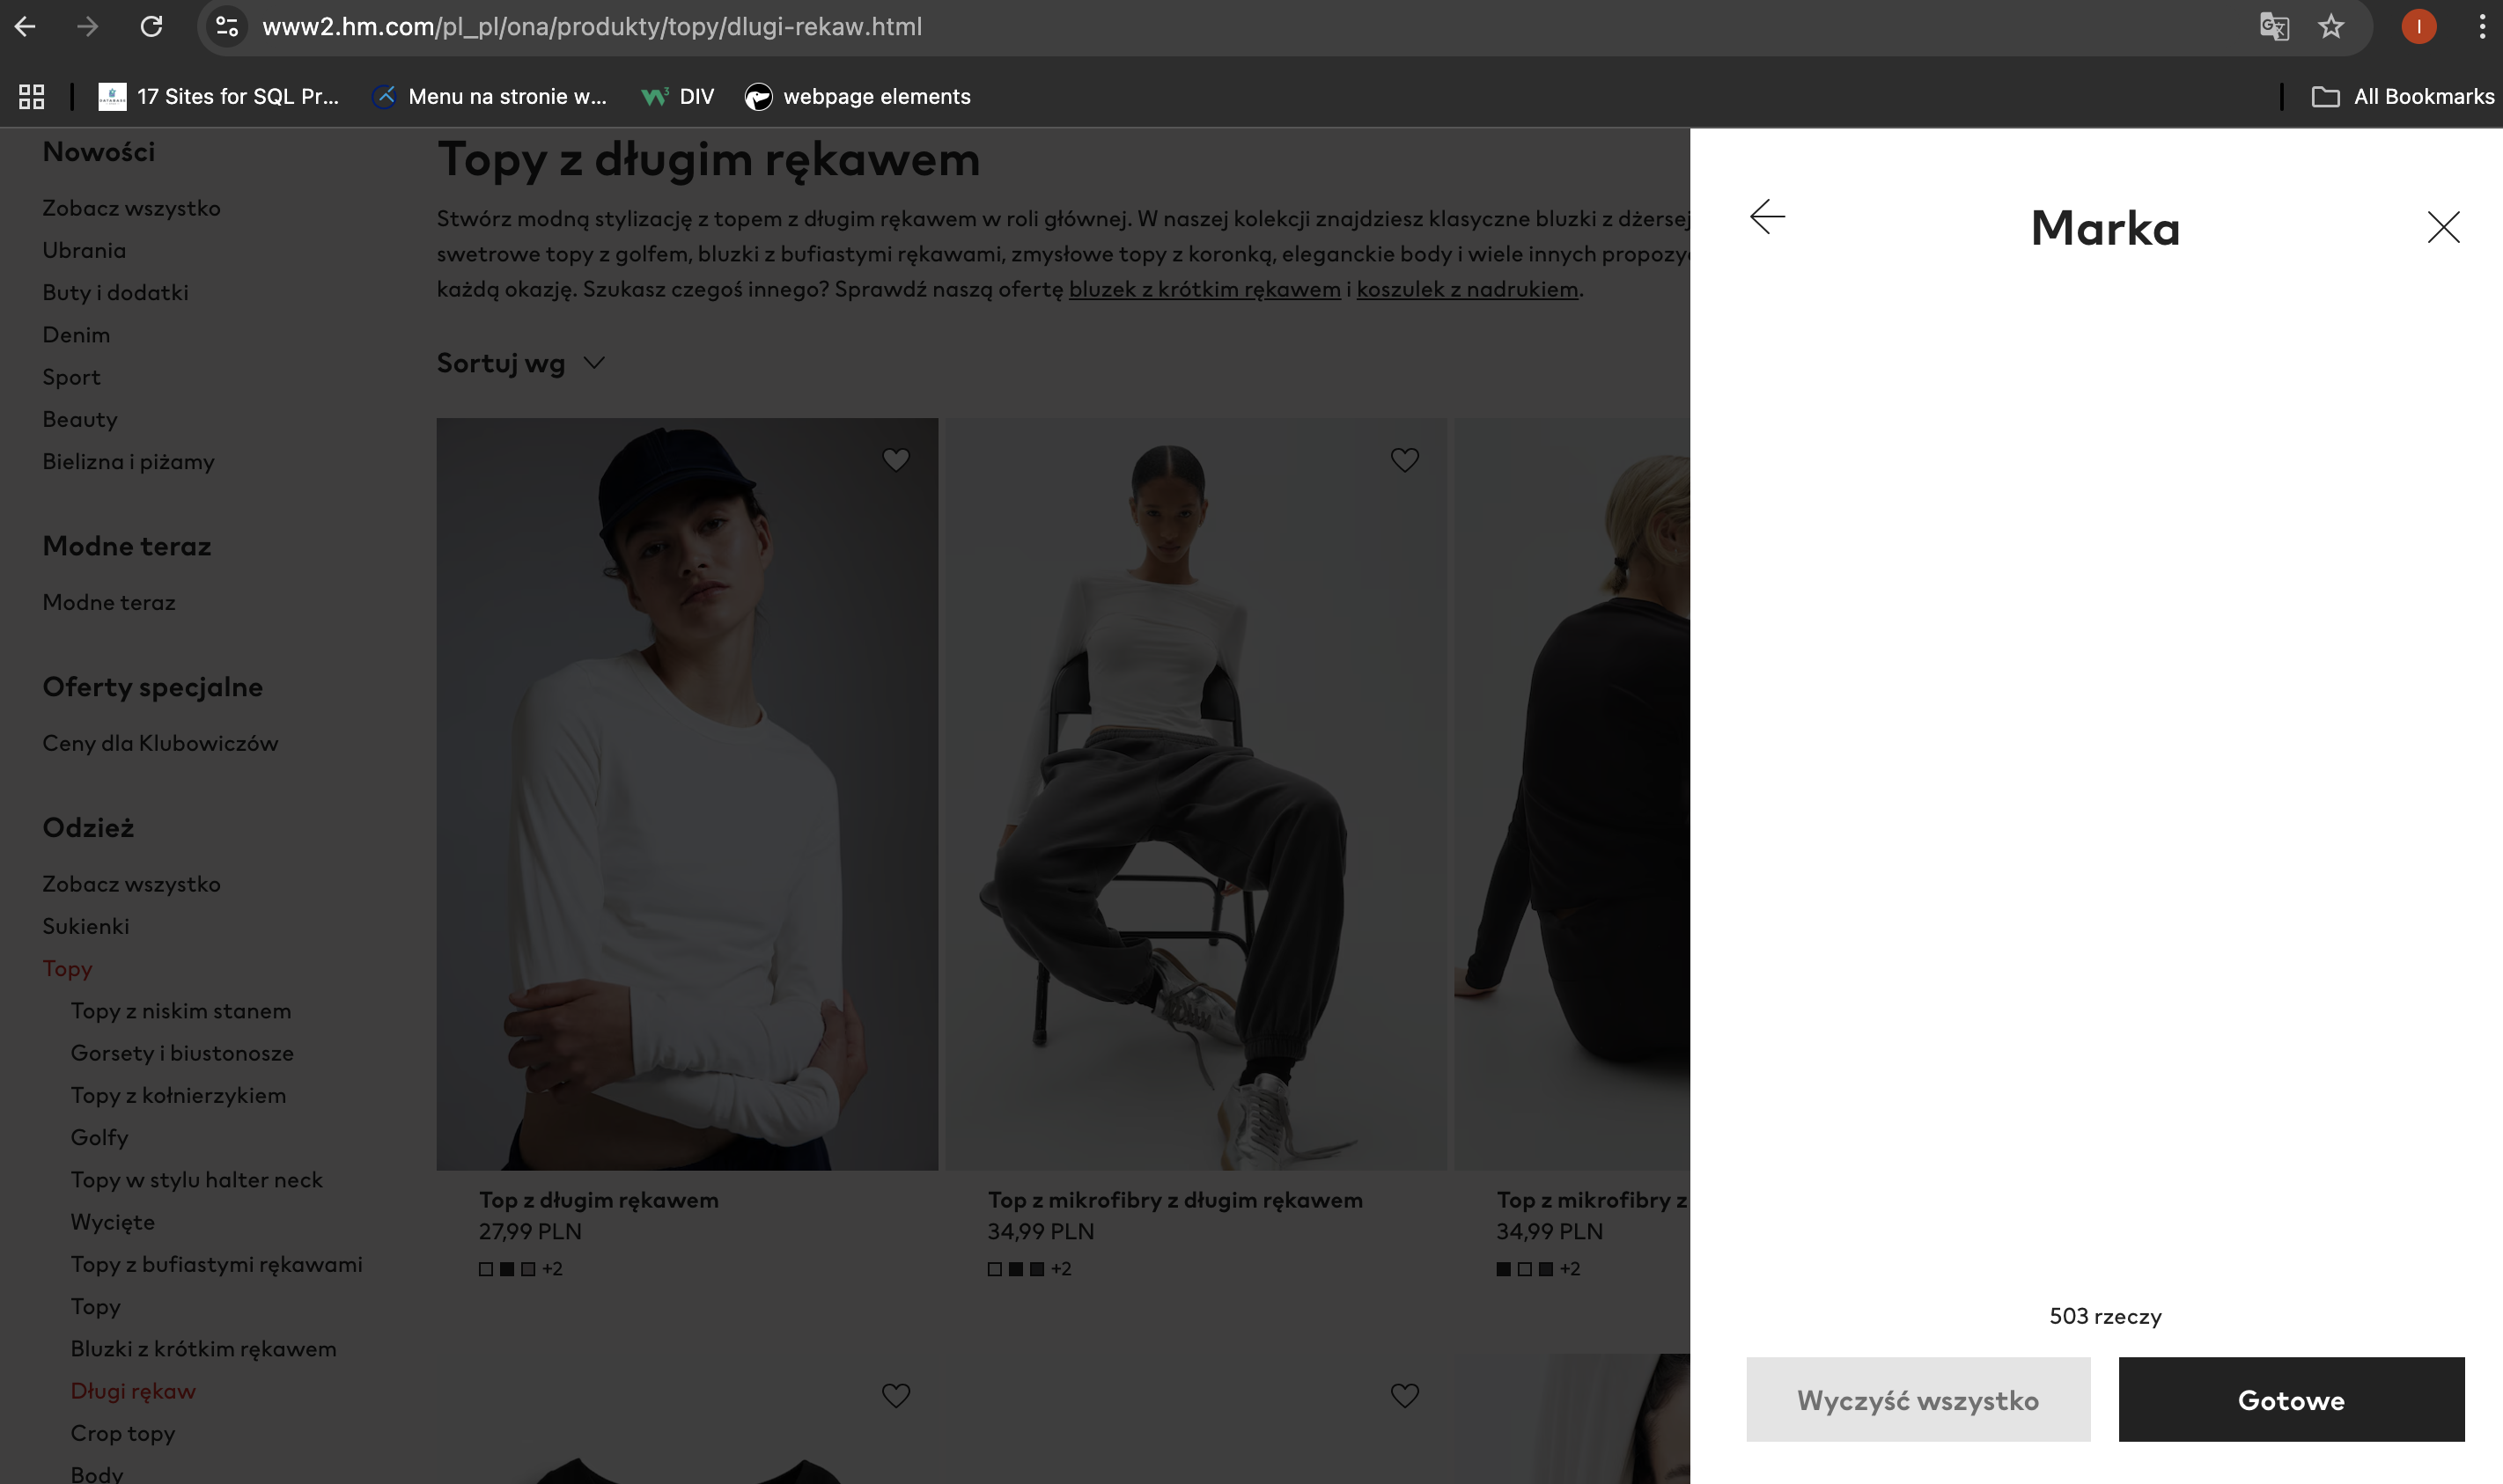 www2.hm.com/pl_pl/ona/produkty/topy/dlugi-rekaw.html
I
17 Sites for SQL Pr...
Menu na stronie w...
DIV
webpage elements
All Bookmarks
Nowości
Zobacz wszystko
Ubrania
Buty i dodatki
Denim
Sport
Beauty
Bielizna i piżamy
Modne teraz
Modne teraz
Oferty specjalne
Ceny dla Klubowiczów
Odzież
Zobacz wszystko
Sukienki
Topy
Topy z niskim stanem
Gorsety i biustonosze
Topy z kołnierzykiem
Golfy
Topy w stylu halter neck
Wycięte
Topy z bufiastymi rękawami
Topy
Bluzki z krótkim rękawem
Długi rękaw
Crop topy
Body
Topy z długim rękawem
Stwórz modną stylizację z topem z długim rękawem w roli głównej. W naszej kolekcji znajdziesz klasyczne bluzki z dżersej
swetrowe topy z golfem, bluzki z bufiastymi rękawami, zmysłowe topy z koronką, eleganckie body i wiele innych propozyc
każdą okazję. Szukasz czegoś innego? Sprawdź naszą ofertę bluzek z krótkim rękawem i koszulek z nadrukiem.
Sortuj wg
Top z długim rękawem
27,99 PLN
+2
Top z mikrofibry z długim rękawem
34,99 PLN
+2
Top z mikrofibry z
34,99 PLN
+2
Marka
503 rzeczy
Wyczyść wszystko
Gotowe